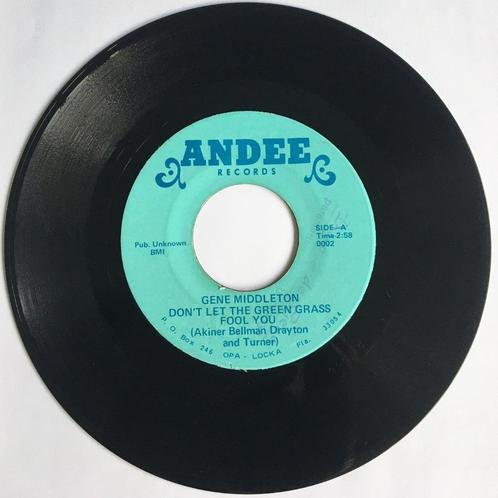 ANDEE
RECORDS
Pub. Unknown
BMI
SIDE-A
Time 2:58
0002
GENE MIDDLETON
DON'T LET THE GREEN GRASS
FOOL YOU
(Akiner Bellman Drayton
and Turner)
P. O. Box 246 OPA - LOCKA Fla. 33054